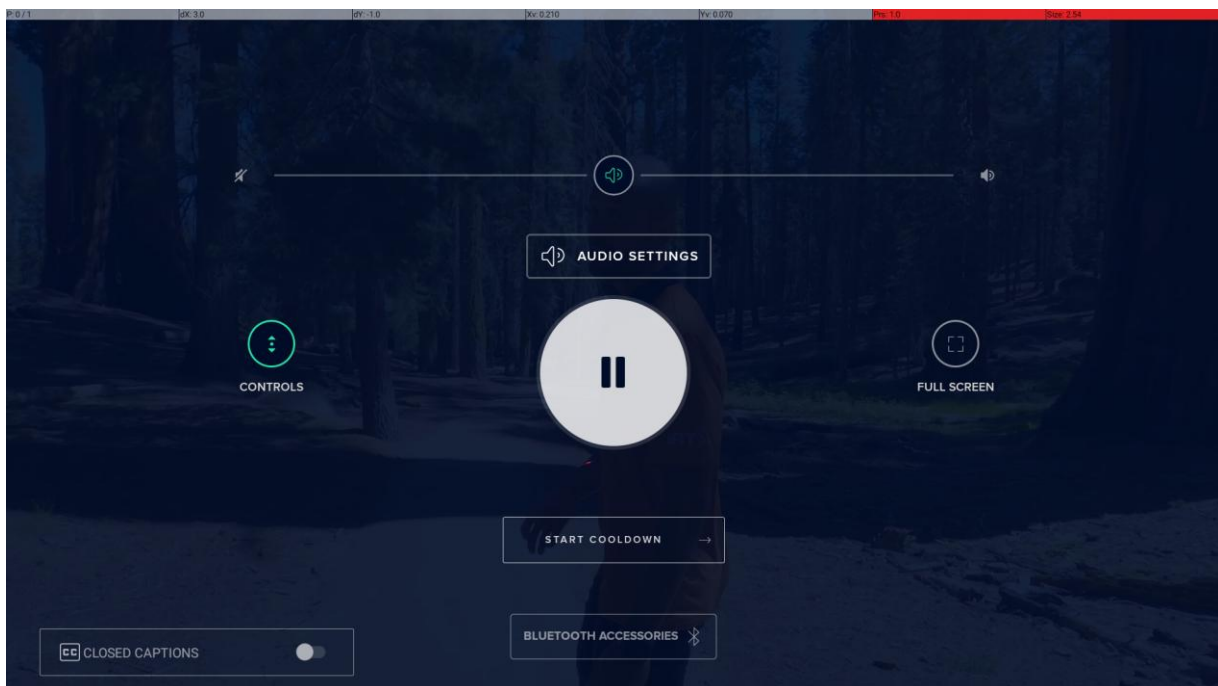 P: 0 / 1 dX: 3.0 dY: -1.0 Xv: 0.210 Yv: 0.070 Prs: 1.0 Size: 2.54
AUDIO SETTINGS
CONTROLS
FULL SCREEN
START COOLDOWN →
BLUETOOTH ACCESSORIES
CC CLOSED CAPTIONS